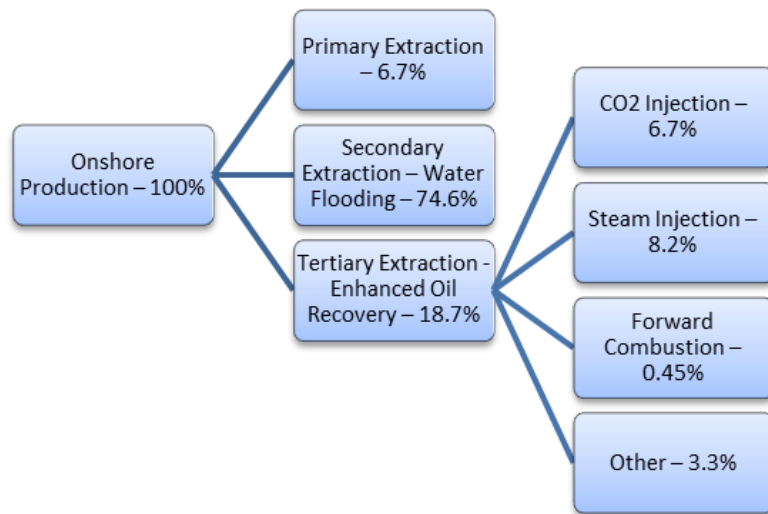 Onshore
Production – 100%
Primary Extraction
– 6.7%
Secondary
Extraction – Water
Flooding – 74.6%
Tertiary Extraction -
Enhanced Oil
Recovery – 18.7%
CO2 Injection –
6.7%
Steam Injection –
8.2%
Forward
Combustion –
0.45%
Other – 3.3%